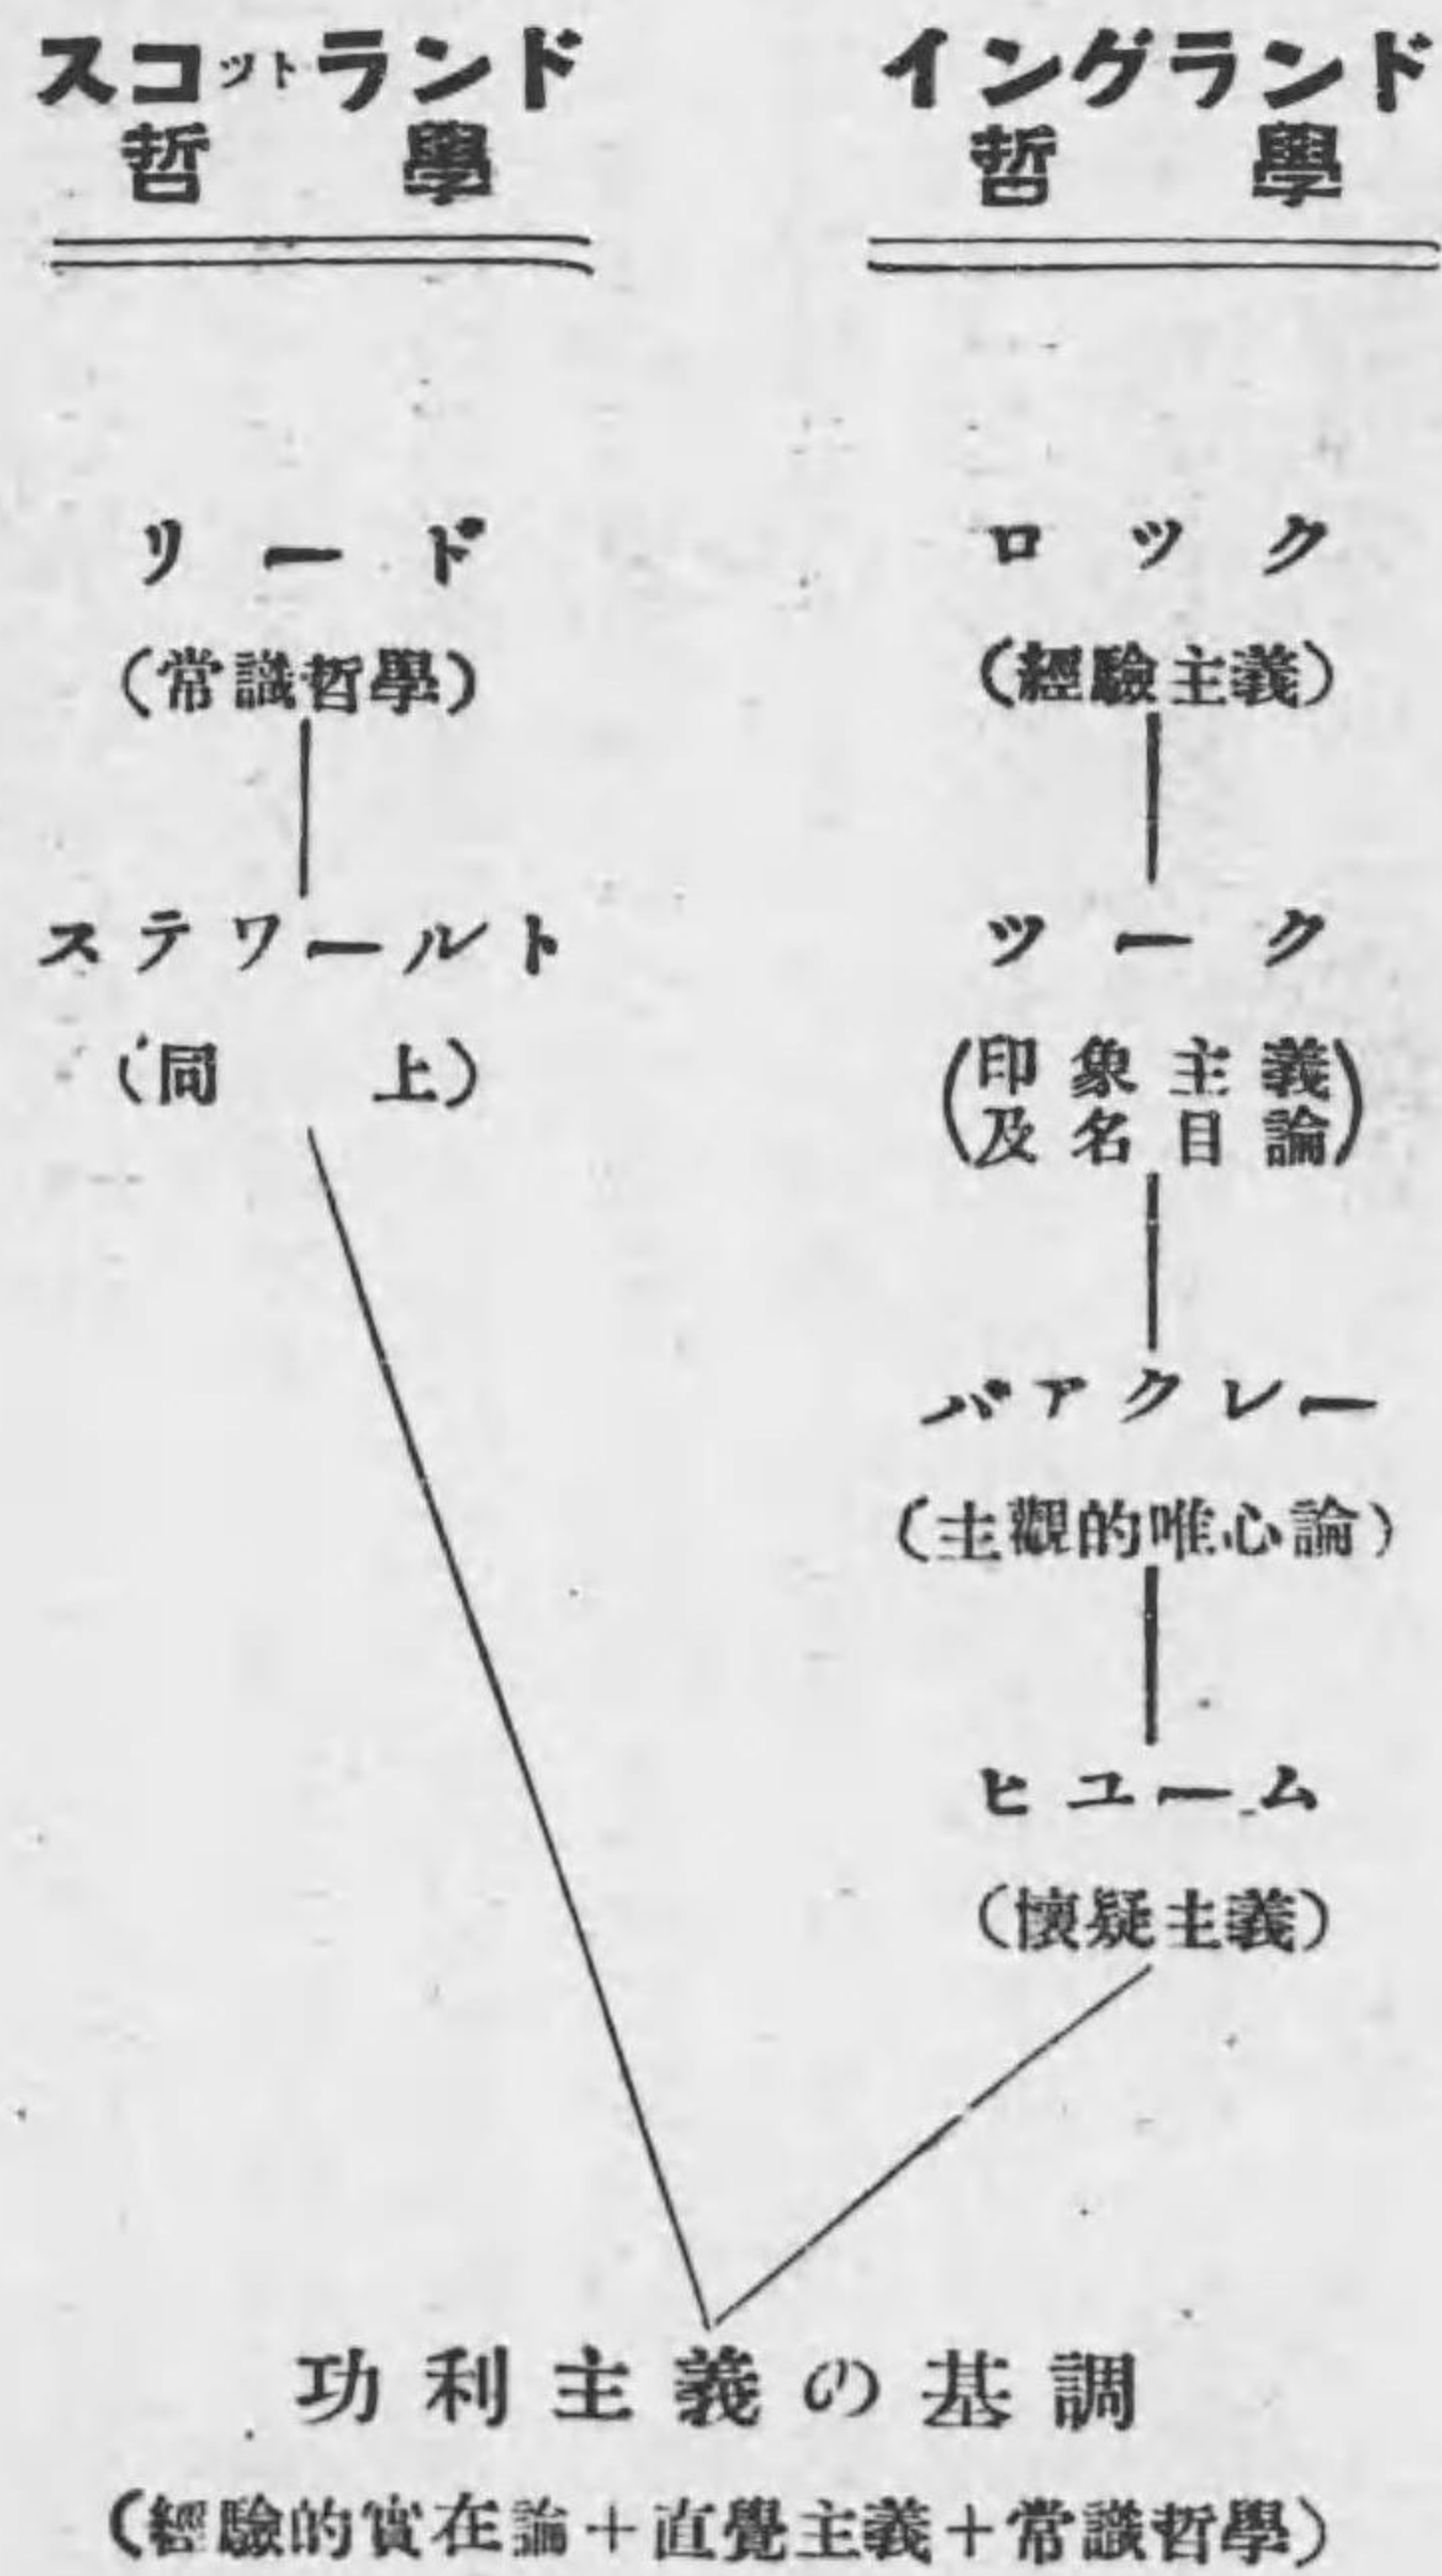 スコットランド
哲學
イングランド
哲學
リード
(常識哲學)
ステワールト
(同上)
ロック
(經驗主義)
ツーク
(印象主義
及名目論)
バアクレー
(主觀的唯心論)
ヒユーム
(懷疑主義)
功利主義の基調
(經驗的實在論+直覺主義+常識哲學)